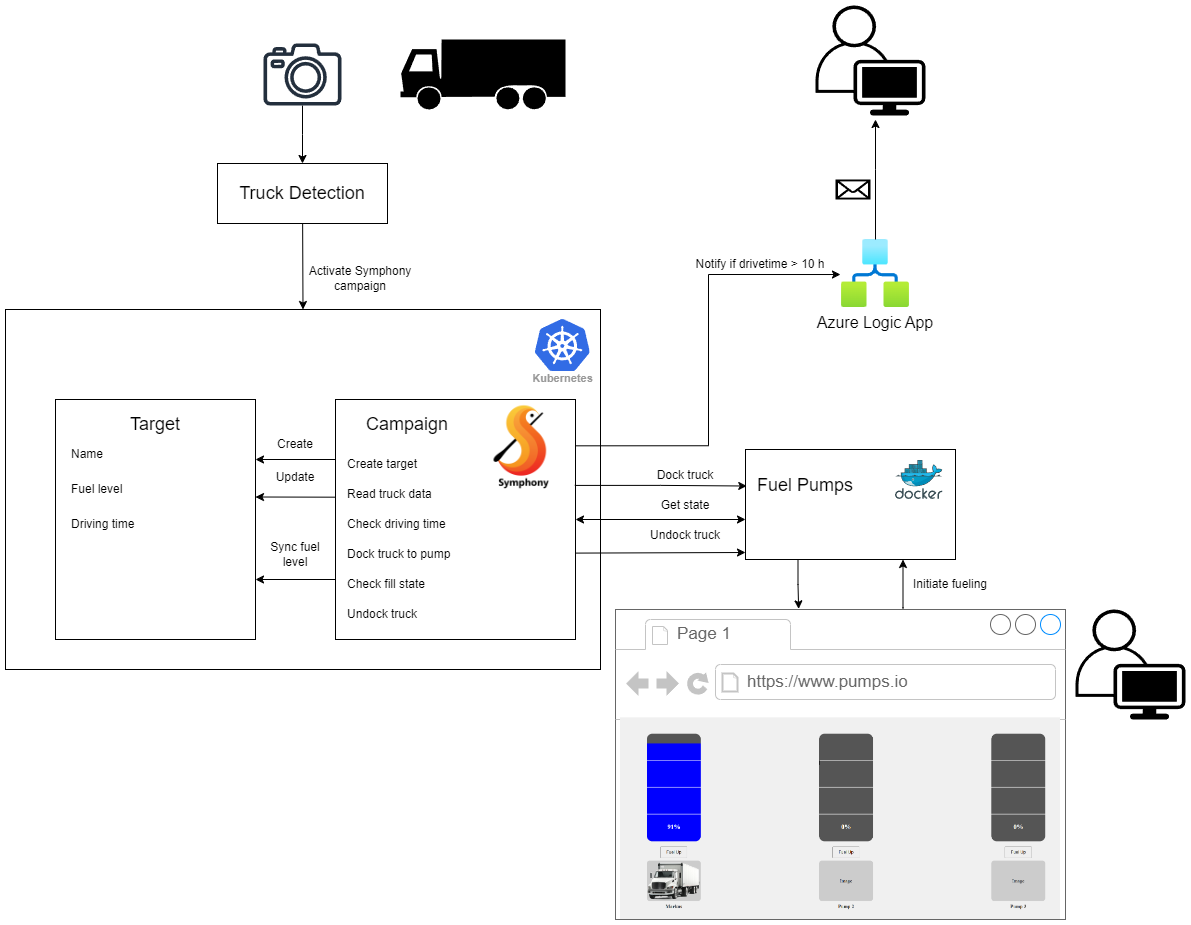 Truck Detection
Activate Symphony
campaign
Notify if drivetime > 10 h
Azure Logic App
Kubernetes
Target
Name
Fuel level
Driving time
Create
Update
Sync fuel
level
Campaign
Symphony
Create target
Read truck data
Check driving time
Dock truck to pump
Check fill state
Undock truck
Dock truck
Get state
Undock truck
Fuel Pumps
docker
Initiate fueling
Page 1
https://www.pumps.io
91%
0%
0%
Fuel Up
Fuel Up
Fuel Up
Image
Image
Markus
Pump 2
Pump 3